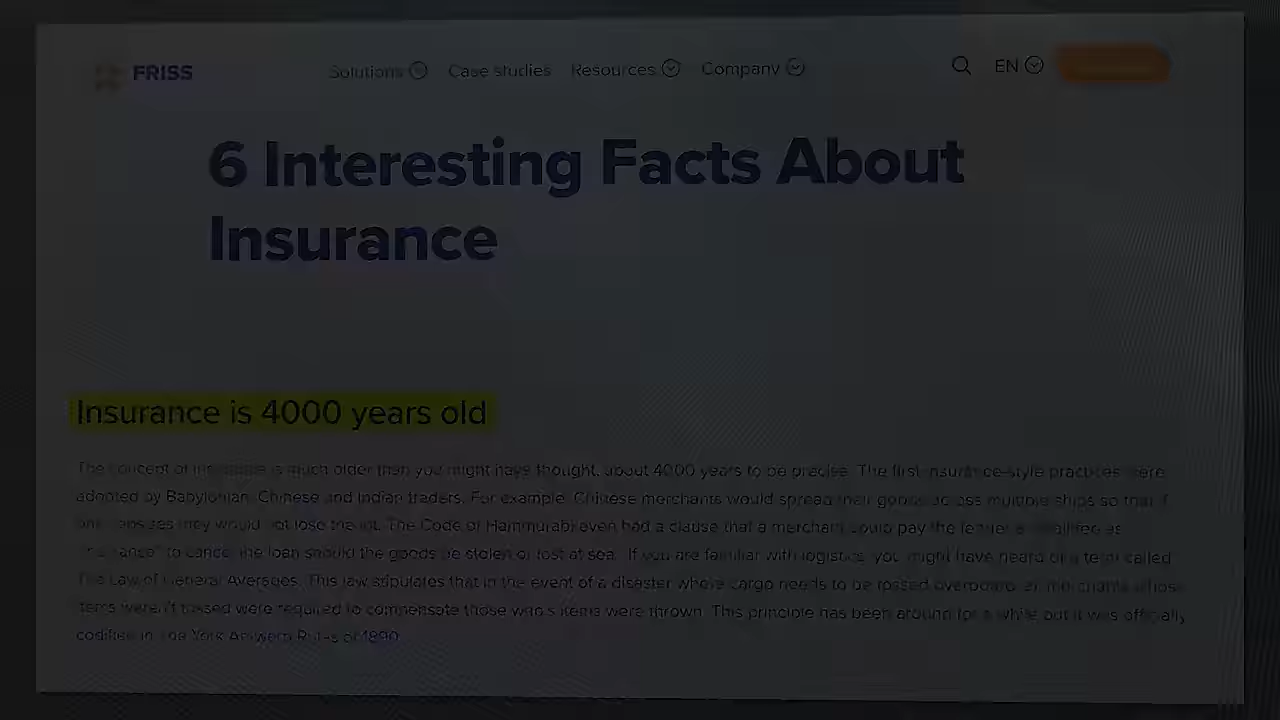 FRISS
Solutions Case studies Resources Company
EN
6 Interesting Facts About
Insurance
Insurance is 4000 years old
The concept of insurance is much older than you might have thought, about 4000 years to be precise. The first insurance-style practices were
adopted by Babylonian, Chinese and Indian traders. For example, Chinese merchants would spread their goods across multiple ships so that if
one capsizes they would not lose the lot. The Code of Hammurabi even had a clause that a merchant could pay the lender a
to cancel the loan should the goods be stolen or lost at sea. If you are familiar with logistics, you might have heard of a term called
The Law of General Averages. This law stipulates that in the event of a disaster where cargo needs to be tossed overboard, all merchants whose
items weren't tossed were required to compensate those who's items were thrown. This principle has been around for a while but it was officially
codified in The York Antwerp Rules of 1890.